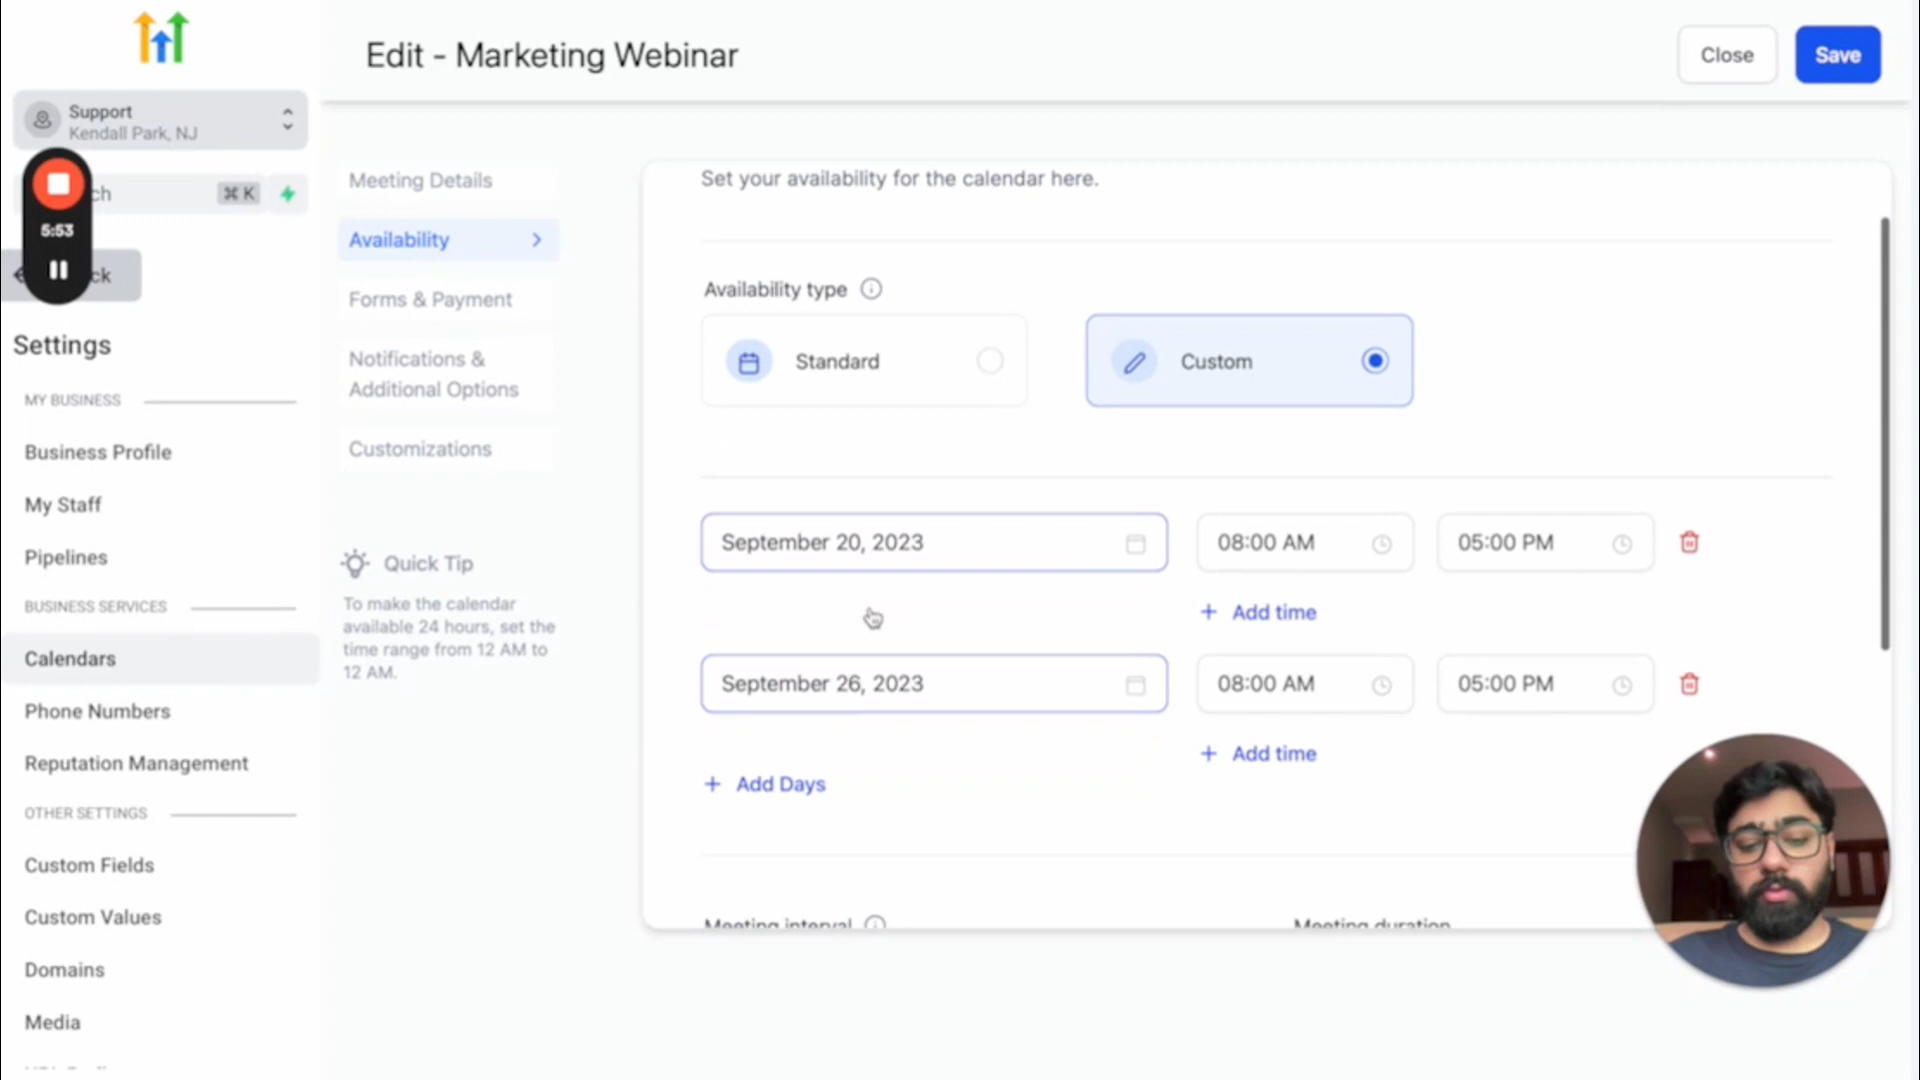 Edit - Marketing Webinar
Close
Save
Support
Kendall Park, NJ
⌘ K
5:53
Settings
MY BUSINESS
Business Profile
My Staff
Pipelines
BUSINESS SERVICES
Calendars
Phone Numbers
Reputation Management
OTHER SETTINGS
Custom Fields
Custom Values
Domains
Media
Meeting Details
Availability
Forms & Payment
Notifications &
Additional Options
Customizations
Quick Tip
To make the calendar
available 24 hours, set the
time range from 12 AM to
12 AM.
Set your availability for the calendar here.
Availability type
Standard
Custom
September 20, 2023
08:00 AM
05:00 PM
+ Add time
September 26, 2023
08:00 AM
05:00 PM
+ Add time
+ Add Days
Meeting interval
Meeting duration